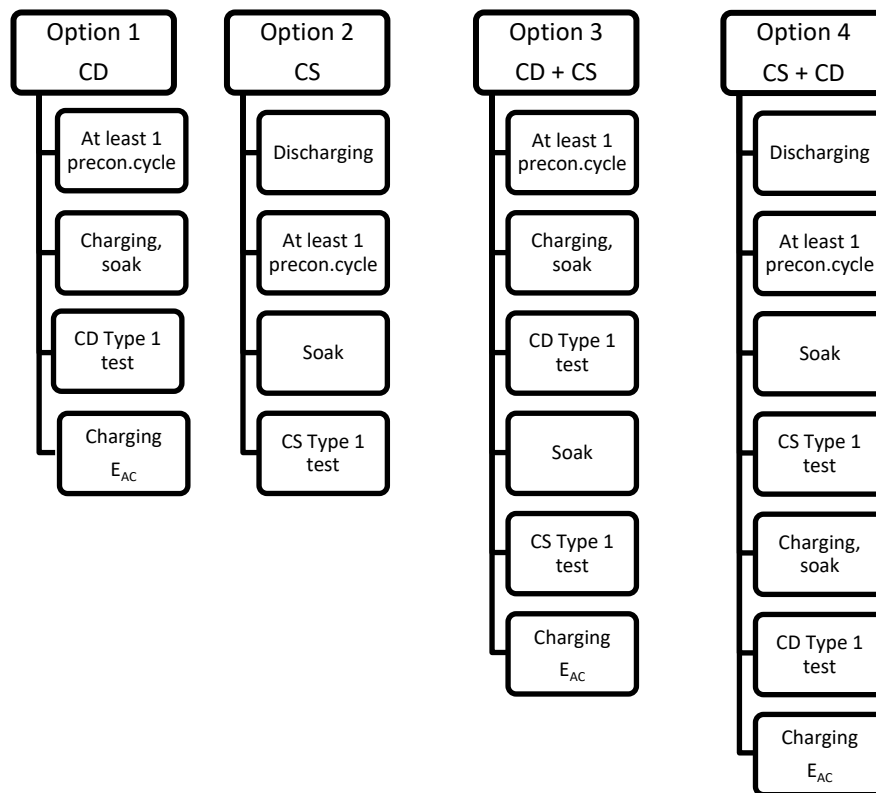 Option 1
CD
At least 1
precon.cycle
Charging,
soak
CD Type 1
test
Charging
EAC
Option 2
CS
Discharging
At least 1
precon.cycle
Soak
CS Type 1
test
Option 3
CD + CS
At least 1
precon.cycle
Charging,
soak
CD Type 1
test
Soak
CS Type 1
test
Charging
EAC
Option 4
CS + CD
Discharging
At least 1
precon.cycle
Soak
CS Type 1
test
Charging,
soak
CD Type 1
test
Charging
EAC